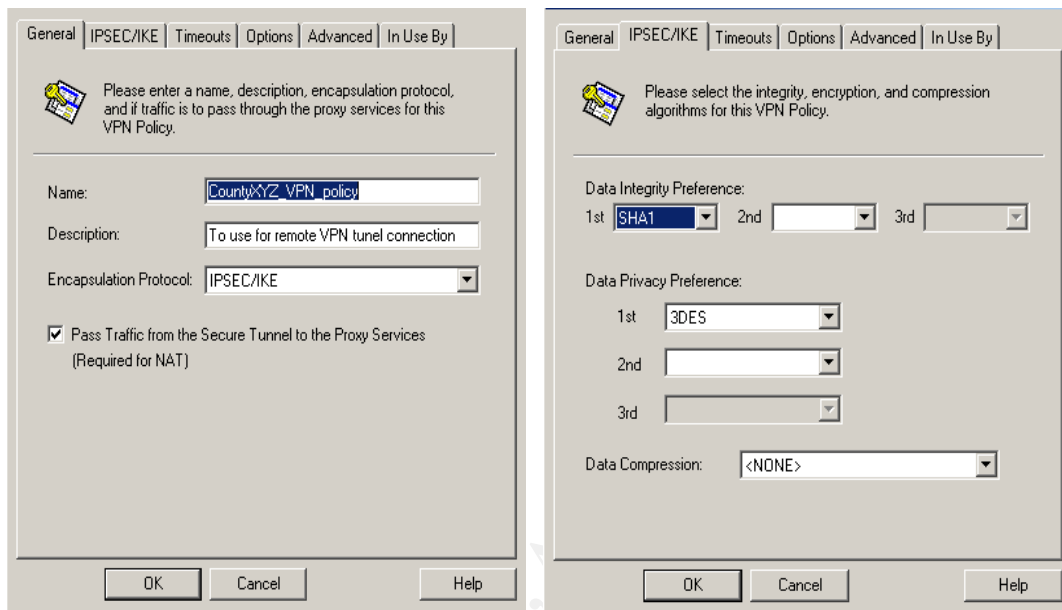 General IPSEC/IKE Timeouts Options Advanced In Use By
Please enter a name, description, encapsulation protocol,
and if traffic is to pass through the proxy services for this
VPN Policy.
Name: CountyXYZ_VPN_policy
Description: To use for remote VPN tunel connection
Encapsulation Protocol: IPSEC/IKE
Pass Traffic from the Secure Tunnel to the Proxy Services
(Required for NAT)
OK Cancel Help
General IPSEC/IKE Timeouts Options Advanced In Use By
Please select the integrity, encryption, and compression
algorithms for this VPN Policy.
Data Integrity Preference:
1st SHA1 2nd 3rd
Data Privacy Preference:
1st 3DES
2nd
3rd
Data Compression: <NONE>
OK Cancel Help